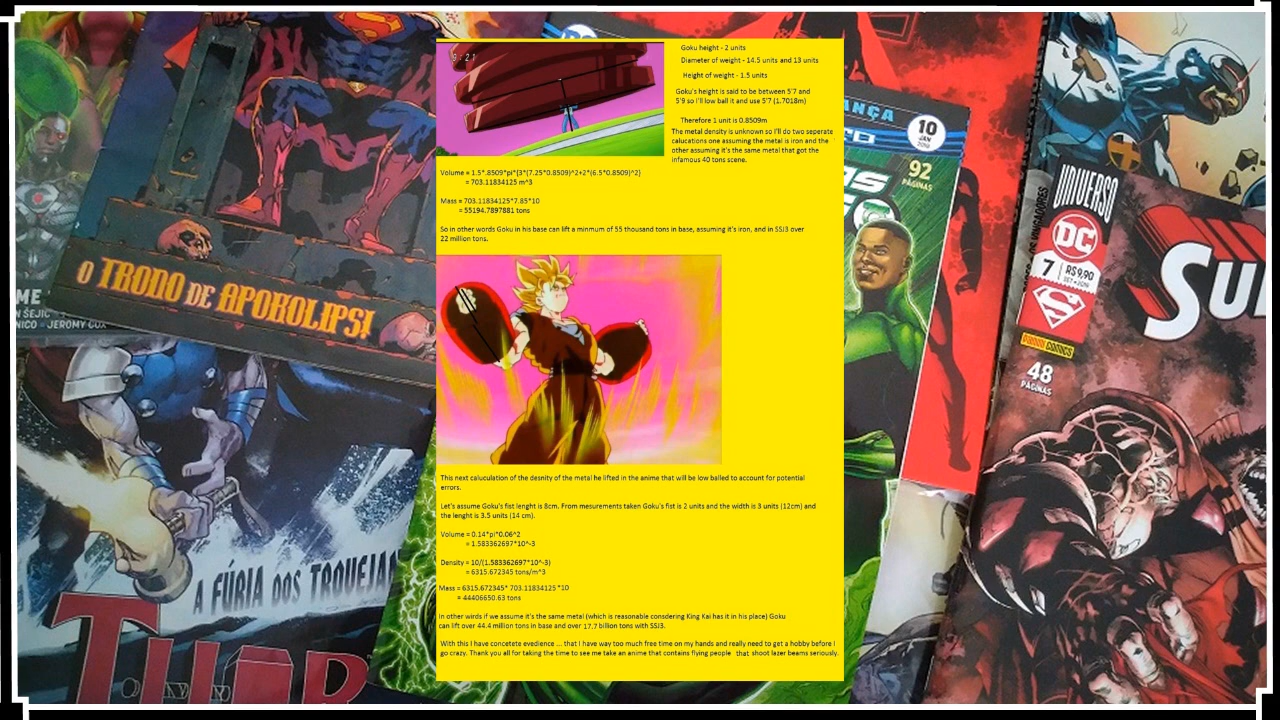 9:21
Goku height - 2 units
Diameter of weight - 14.5 units and 13 units
Height of weight - 1.5 units
Goku's height is said to be between 5'7 and
5'9 so I'll low ball it and use 5'7 (1.7018m)
Therefore 1 unit is 0.8509m
The metal density is unknown so I'll do two seperate
calucations one assuming the metal is iron and the
other assuming it's the same metal that got the
infamous 40 tons scene.
Volume = 1.5*.8509*pi*(3*(7.25*0.8509)^2+2*(6.5*0.8509)^2)
= 703.11834125 m^3
Mass = 703.11834125*7.85*10
= 55194.7897881 tons
So in other words Goku in his base can lift a minmum of 55 thousand tons in base, assuming it's iron, and in SSJ3 over
22 million tons.
This next caluculation of the desnity of the metal he lifted in the anime that will be low balled to account for potential
errors.
Let's assume Goku's fist lenght is 8cm. From mesurements taken Goku's fist is 2 units and the width is 3 units (12cm) and
the lenght is 3.5 units (14 cm).
Volume = 0.14*pi*0.06^2
= 1.583362697*10^-3
Density = 10/(1.583362697*10^-3)
= 6315.672345 tons/m^3
Mass = 6315.672345* 703.11834125 *10
= 44406650.63 tons
In other wirds if we assume it's the same metal (which is reasonable consdering King Kai has it in his place) Goku
can lift over 44.4 million tons in base and over 17.7 billion tons with SSJ3.
With this I have concetete evedience ... that I have way too much free time on my hands and really need to get a hobby before I
go crazy. Thank you all for taking the time to see me take an anime that contains flying people that shoot lazer beams seriously.
O TRONO DE APOKOLIPS!
ME
N ŠEJIC
NICO - JEROMY COX
A FÚRIA DOS TROVEJA
THOR
ANÇA
10
JAN
92
PÁGINAS
UNIVERSO
DC
7
R$9,90
SET
PANINI COMICS
48
PÁGINAS
SU